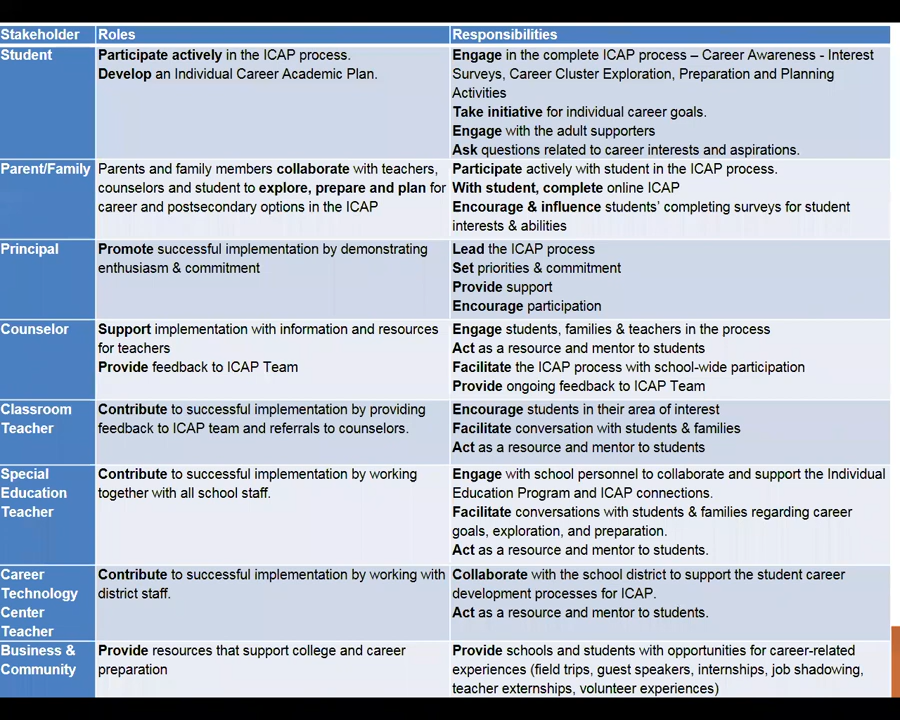 Stakeholder Roles Responsibilities
Student
Participate actively in the ICAP process.
Develop an Individual Career Academic Plan.
Engage in the complete ICAP process – Career Awareness - Interest
Surveys, Career Cluster Exploration, Preparation and Planning
Activities
Take initiative for individual career goals.
Engage with the adult supporters
Ask questions related to career interests and aspirations.
Parent/Family
Parents and family members collaborate with teachers,
counselors and student to explore, prepare and plan for
career and postsecondary options in the ICAP
Participate actively with student in the ICAP process.
With student, complete online ICAP
Encourage & influence students’ completing surveys for student
interests & abilities
Principal
Promote successful implementation by demonstrating
enthusiasm & commitment
Lead the ICAP process
Set priorities & commitment
Provide support
Encourage participation
Counselor
Support implementation with information and resources
for teachers
Provide feedback to ICAP Team
Engage students, families & teachers in the process
Act as a resource and mentor to students
Facilitate the ICAP process with school-wide participation
Provide ongoing feedback to ICAP Team
Classroom
Teacher
Contribute to successful implementation by providing
feedback to ICAP team and referrals to counselors.
Encourage students in their area of interest
Facilitate conversation with students & families
Act as a resource and mentor to students
Special
Education
Teacher
Contribute to successful implementation by working
together with all school staff.
Engage with school personnel to collaborate and support the Individual
Education Program and ICAP connections.
Facilitate conversations with students & families regarding career
goals, exploration, and preparation.
Act as a resource and mentor to students.
Career
Technology
Center
Teacher
Contribute to successful implementation by working with
district staff.
Collaborate with the school district to support the student career
development processes for ICAP.
Act as a resource and mentor to students.
Business &
Community
Provide resources that support college and career
preparation
Provide schools and students with opportunities for career-related
experiences (field trips, guest speakers, internships, job shadowing,
teacher externships, volunteer experiences)